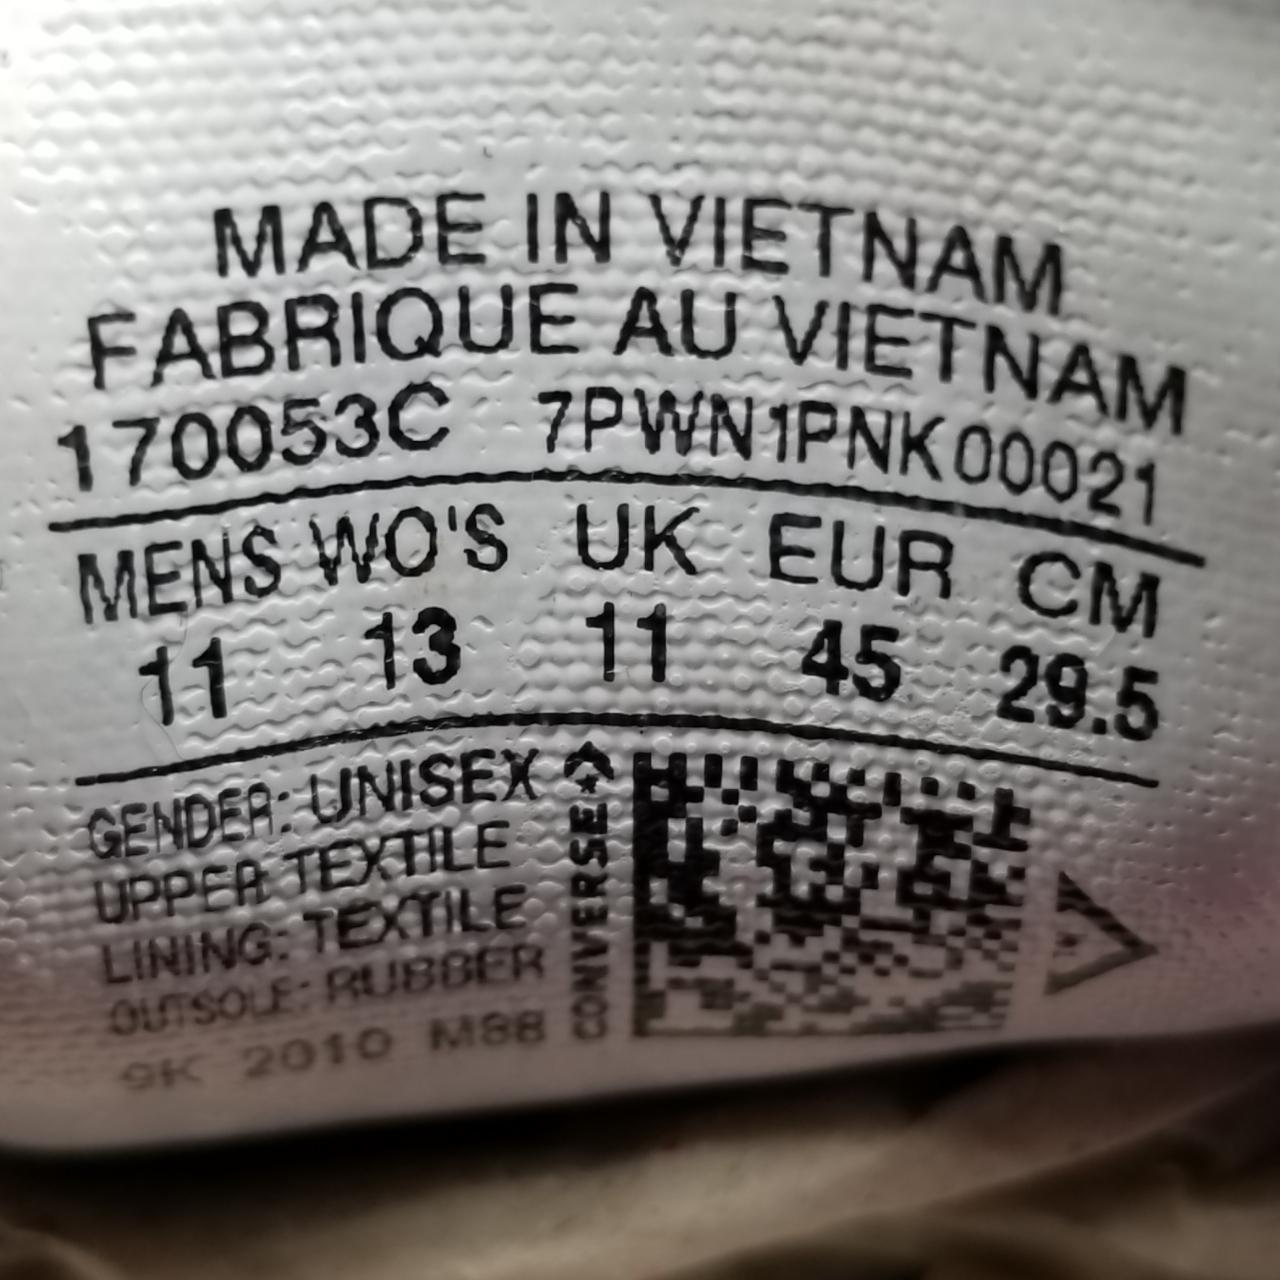 MADE IN VIETNAM
FABRIQUE AU VIETNAM
170053C 7PWN1PNK00021
MENS WO'S UK EUR CM
11 13 11 45 29.5
GENDER: UNISEX
UPPER: TEXTILE
LINING: TEXTILE
OUTSOLE: RUBBER
9K 2010 M88
CONVERSE